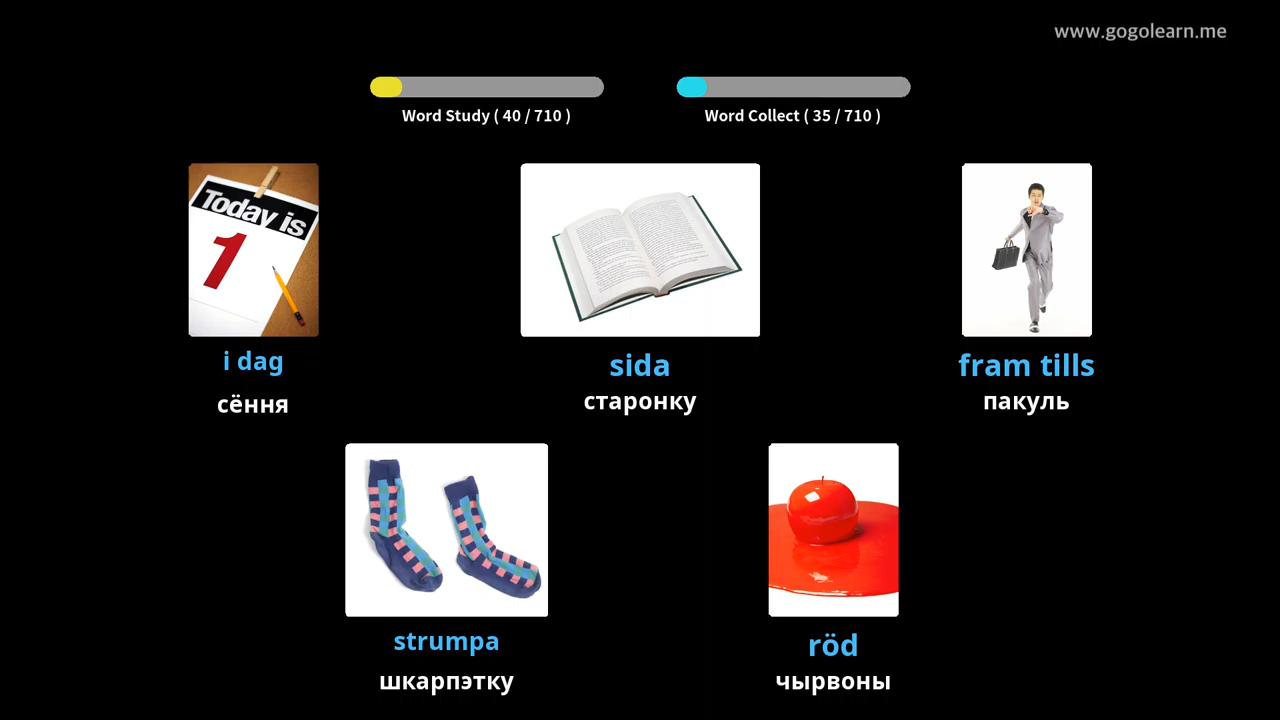 www.gogolearn.me
Word Study ( 40 / 710 )
Word Collect ( 35 / 710 )
Today is
1
i dag
сёння
sida
старонку
fram tills
пакуль
strumpa
шкарпэтку
röd
чырвоны